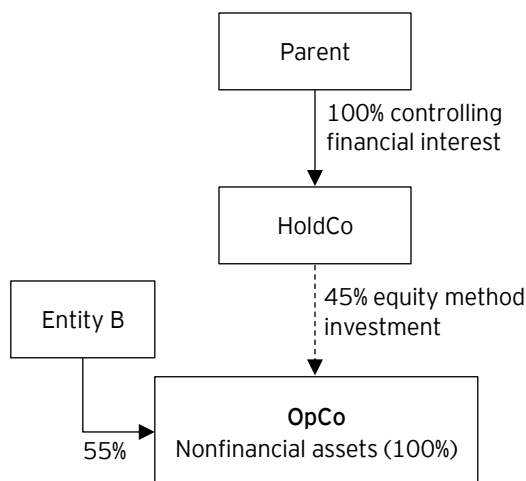 Parent
100% controlling
financial interest
HoldCo
45% equity method
investment
Entity B
55%
OpCo
Nonfinancial assets (100%)